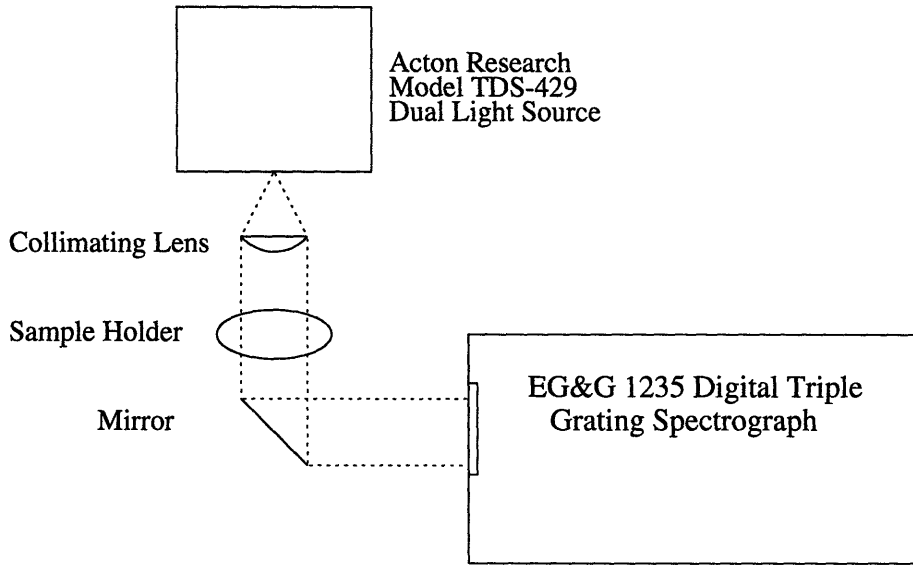 Acton Research
Model TDS-429
Dual Light Source
Collimating Lens
Sample Holder
Mirror
EG&G 1235 Digital Triple
Grating Spectrograph